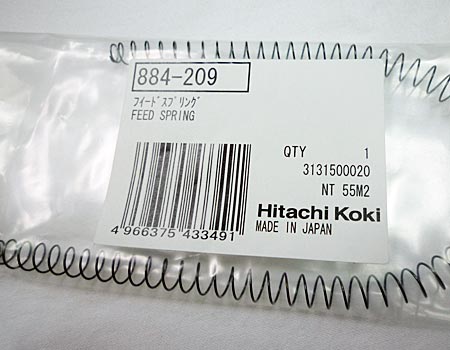 884-209
ﾌｲｰﾄﾞｽﾌﾟﾘﾝｸﾞ
FEED SPRING
QTY 1
3131500020
NT 55M2
Hitachi Koki
MADE IN JAPAN
4 966375 433491